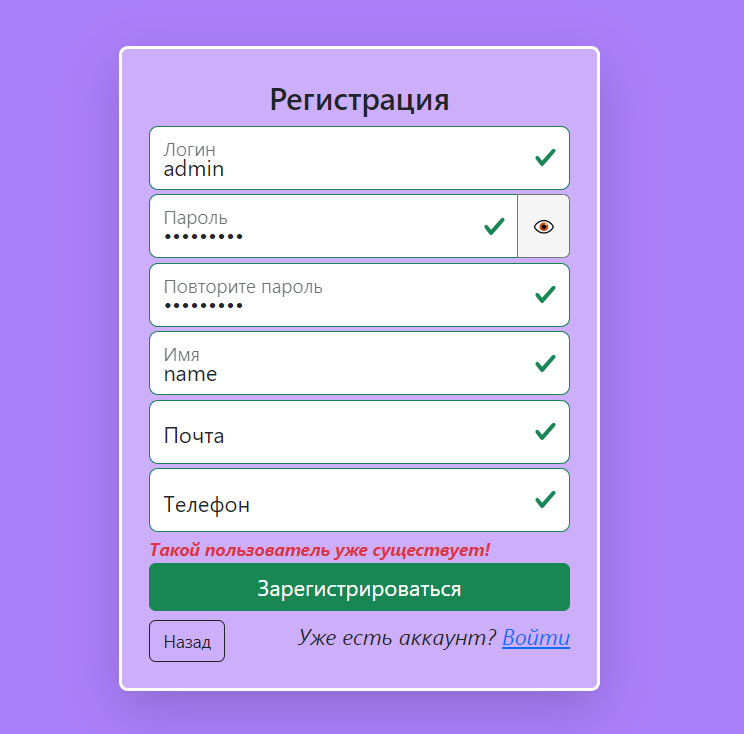 Регистрация
Логин
admin
Пароль
•••••••••
Повторите пароль
•••••••••
Имя
name
Почта
Телефон
Такой пользователь уже существует!
Зарегистрироваться
Назад Уже есть аккаунт? Войти